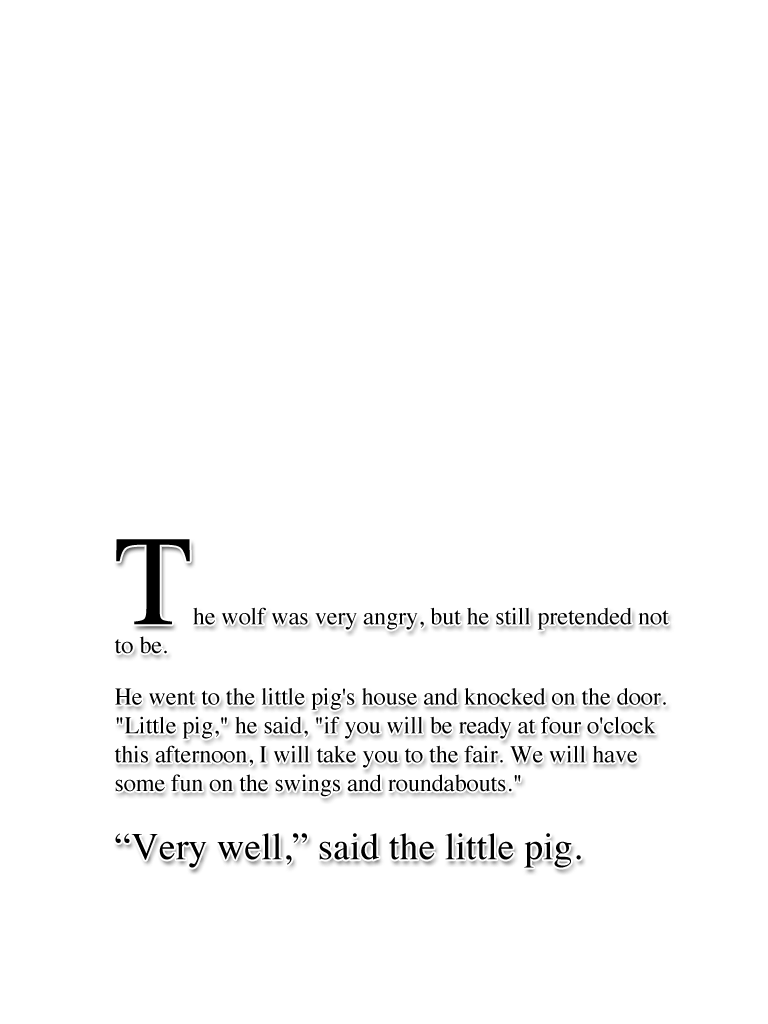 The wolf was very angry, but he still pretended not
to be.
He went to the little pig's house and knocked on the door.
"Little pig," he said, "if you will be ready at four o'clock
this afternoon, I will take you to the fair. We will have
some fun on the swings and roundabouts."
“Very well,” said the little pig.